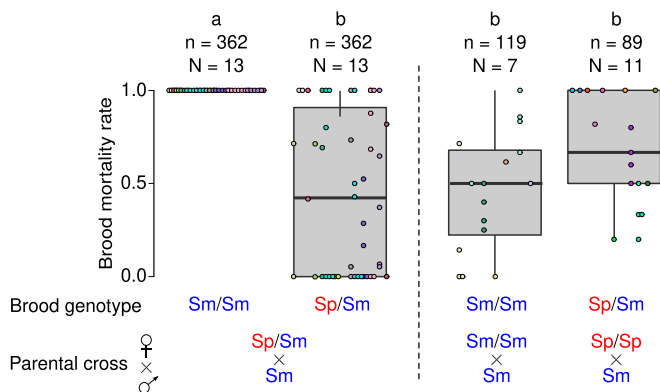 a b b b
n = 362 n = 362 n = 119 n = 89
N = 13 N = 13 N = 7 N = 11
Brood mortality rate
1.0
0.5
0.0
Brood genotype Sm/Sm Sp/Sm Sm/Sm Sp/Sm
♀ Sp/Sm Sm/Sm Sp/Sp
Parental cross × × × ×
♂ Sm Sm Sm